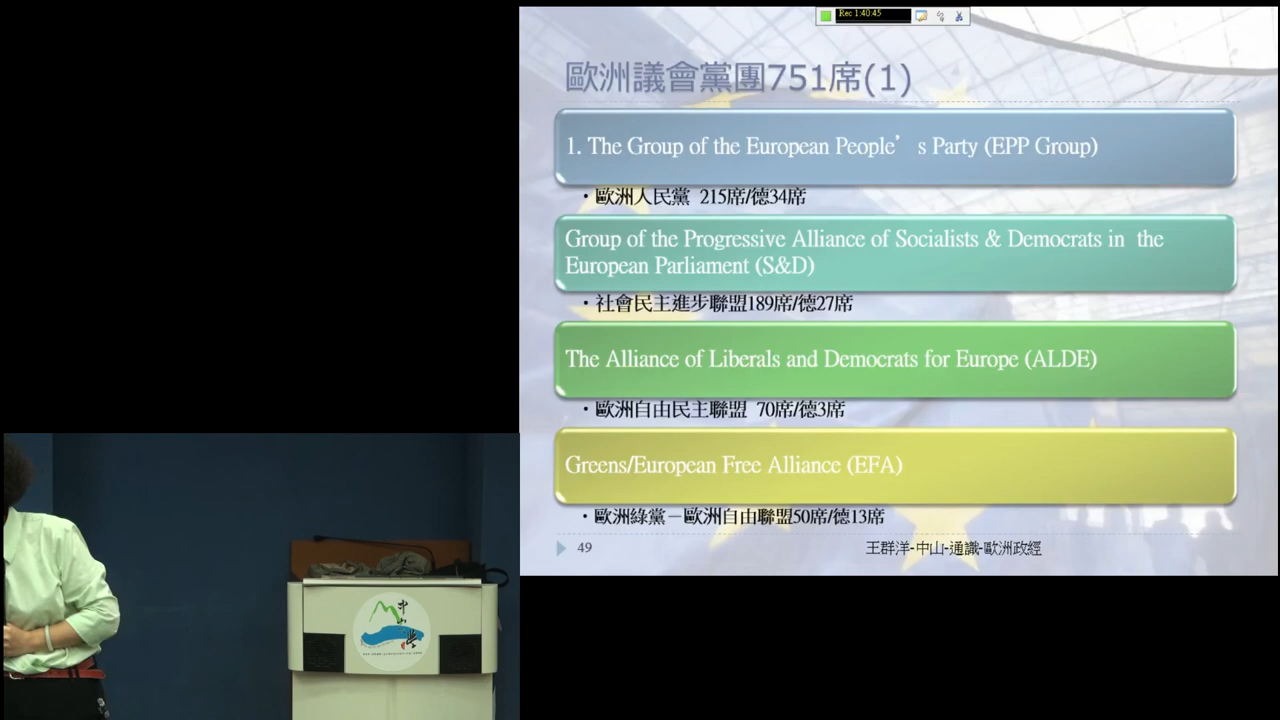 Rec 1:40:45
歐洲議會黨團751席(1)
1. The Group of the European People’s Party (EPP Group)
・歐洲人民黨 215席/德34席
Group of the Progressive Alliance of Socialists & Democrats in the
European Parliament (S&D)
・社會民主進步聯盟189席/德27席
The Alliance of Liberals and Democrats for Europe (ALDE)
・歐洲自由民主聯盟 70席/德3席
Greens/European Free Alliance (EFA)
・歐洲綠黨－歐洲自由聯盟50席/德13席
49
王群洋-中山-通識-歐洲政經
中山